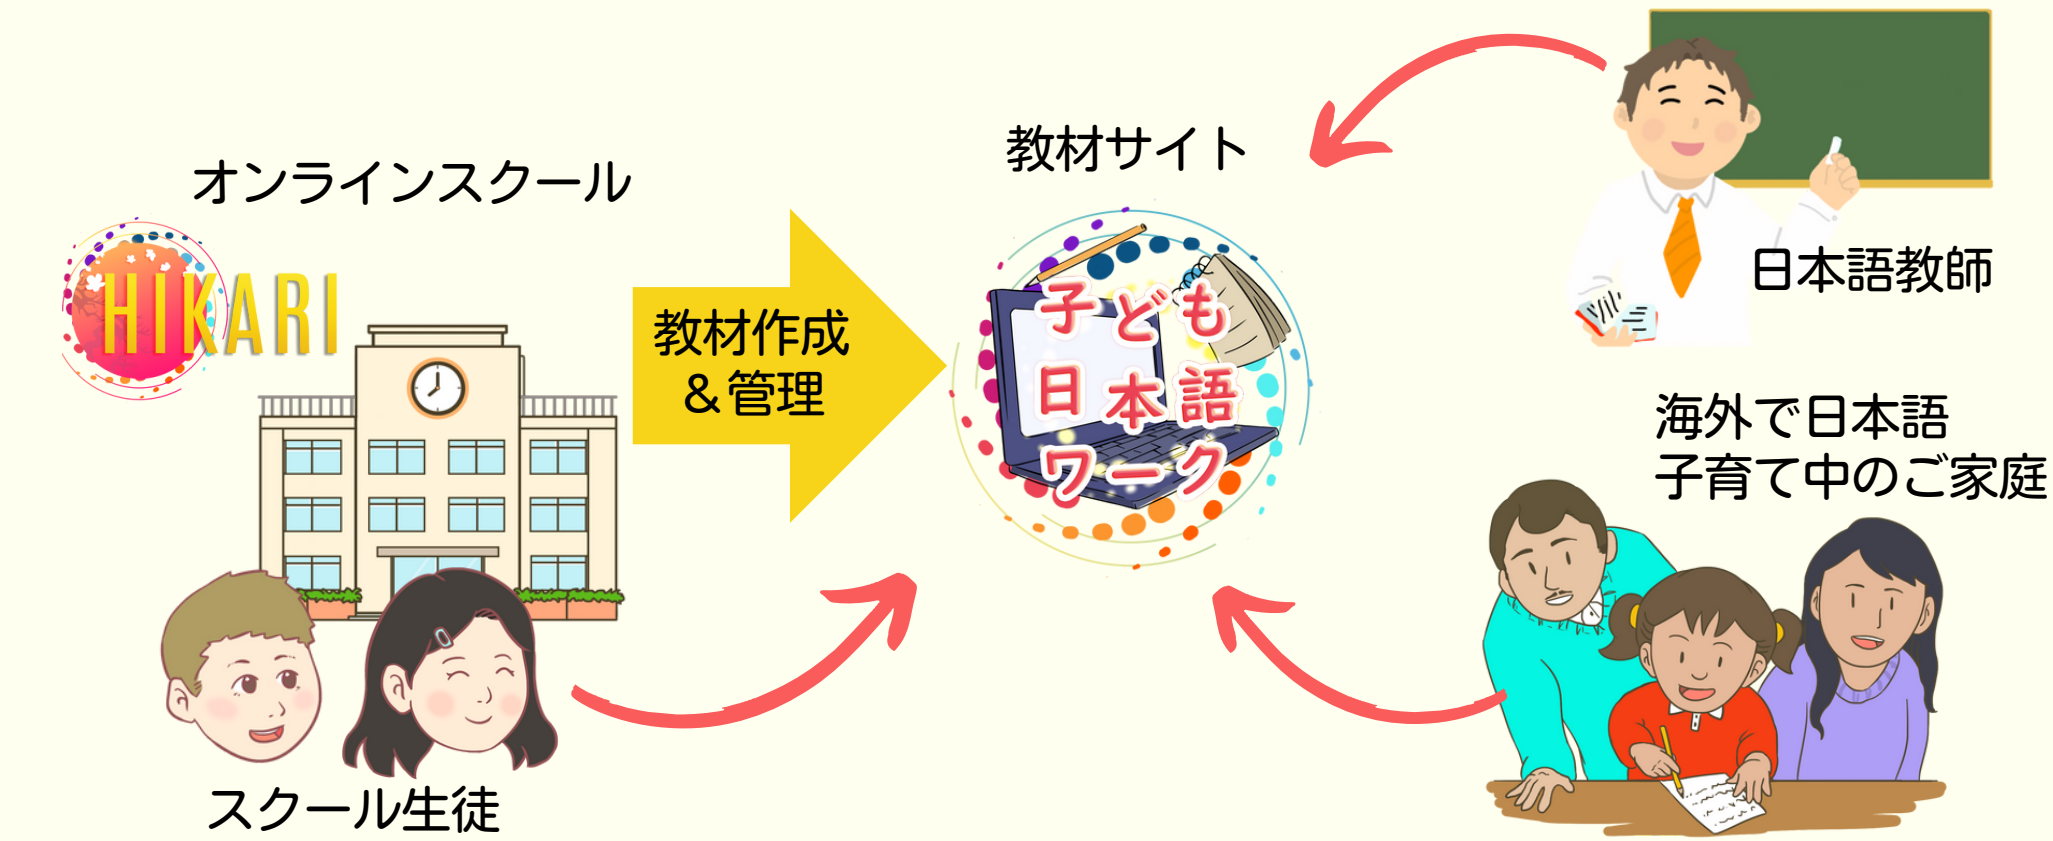 オンラインスクール
HIKARI
教材作成
&管理
スクール生徒
教材サイト
子ども
日本語
ワーク
日本語教師
海外で日本語
子育て中のご家庭